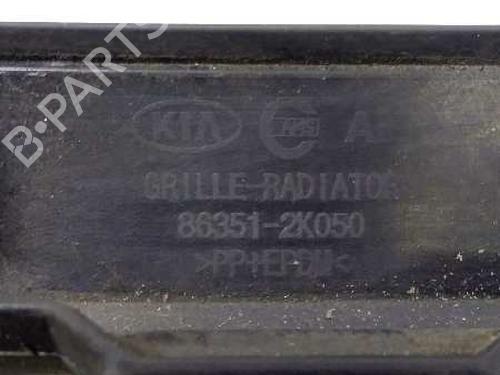 B-PARTS
KIA A
GRILLE-RADIATOR
86351-2K050
>PP+EPDM<